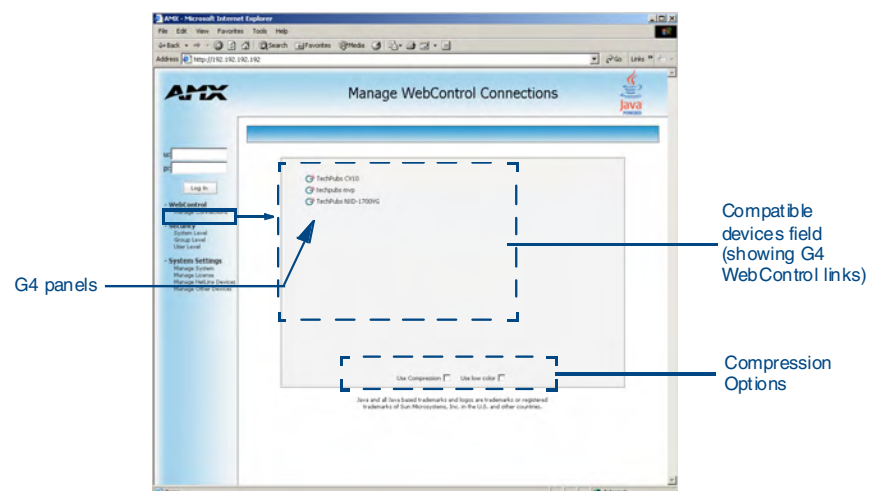 AMX - Microsoft Internet Explorer
File Edit View Favorites Tools Help
Back Search Favorites Media
Address http://192.192.192.192 Go Links
AMX
Manage WebControl Connections
Java
POWERED
u:
p:
Log In
- WebControl
Manage Connections
- Security
System Level
Group Level
User Level
- System Settings
Manage System
Manage License
Manage NetLinx Devices
Manage Other Devices
TechPubs CV10
techpubs mvp
TechPubs NXD-1700VG
G4 panels
Compatible
devices field
(showing G4
WebControl links)
Use Compression Use low color
Compression
Options
Java and all Java based trademarks and logos are trademarks or registered
trademarks of Sun Microsystems, Inc. in the U.S. and other countries.